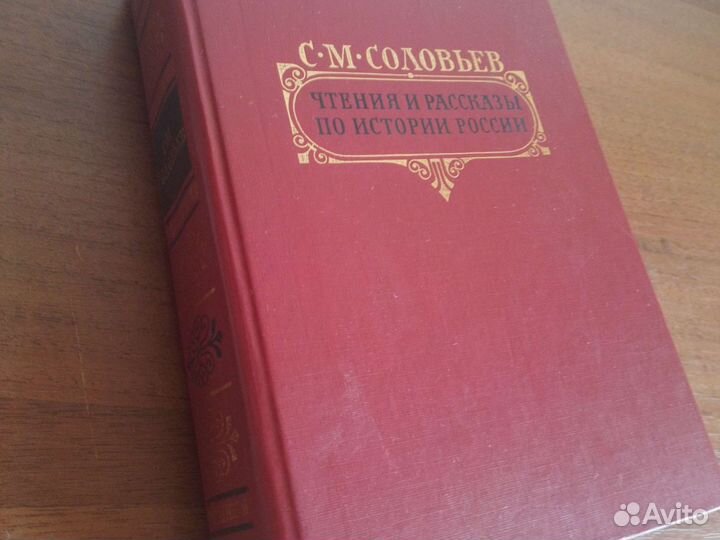 С·М·СОЛОВЬЕВ
ЧТЕНИЯ И РАССКАЗЫ
ПО ИСТОРИИ РОССИИ
Avito